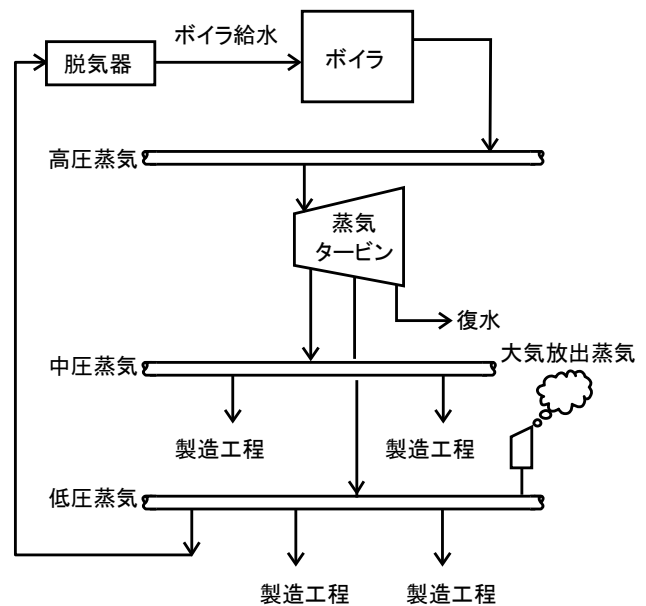 ボイラ給水
脱気器
ボイラ
高圧蒸気
蒸気
タービン
復水
大気放出蒸気
中圧蒸気
製造工程
製造工程
低圧蒸気
製造工程
製造工程